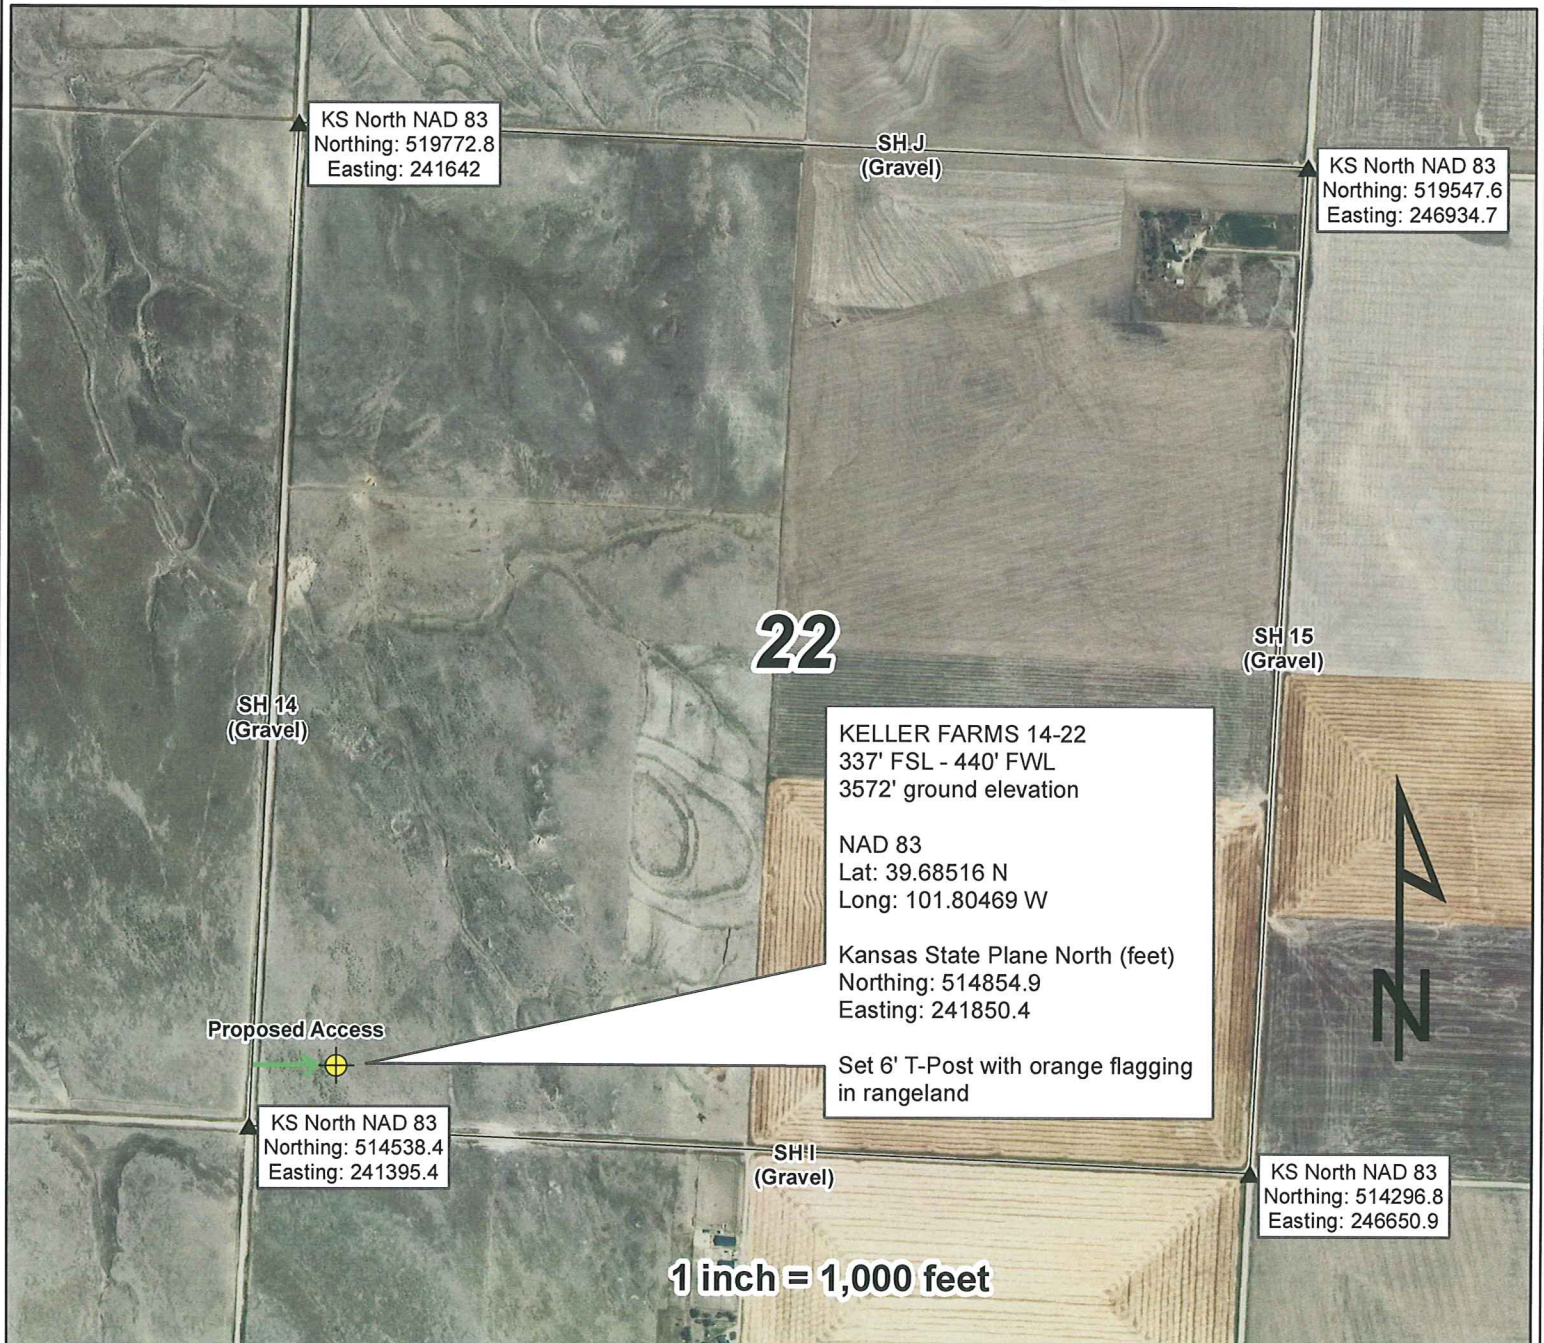 KS North NAD 83
Northing: 519772.8
Easting: 241642
SH J
(Gravel)
KS North NAD 83
Northing: 519547.6
Easting: 246934.7
22
SH 15
(Gravel)
SH 14
(Gravel)
KELLER FARMS 14-22
337' FSL - 440' FWL
3572' ground elevation
NAD 83
Lat: 39.68516 N
Long: 101.80469 W
Kansas State Plane North (feet)
Northing: 514854.9
Easting: 241850.4
Set 6' T-Post with orange flagging
in rangeland
N
Proposed Access
KS North NAD 83
Northing: 514538.4
Easting: 241395.4
SH I
(Gravel)
KS North NAD 83
Northing: 514296.8
Easting: 246650.9
1 inch = 1,000 feet